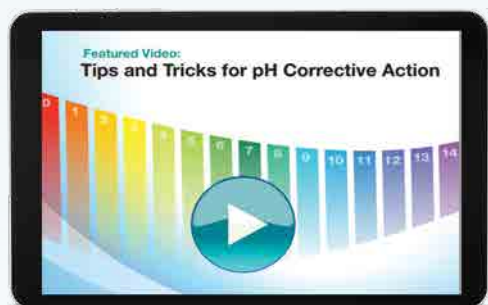 Featured Video:
Tips and Tricks for pH Corrective Action
0 1 2 3 4 5 6 7 8 9 10 11 12 13 14